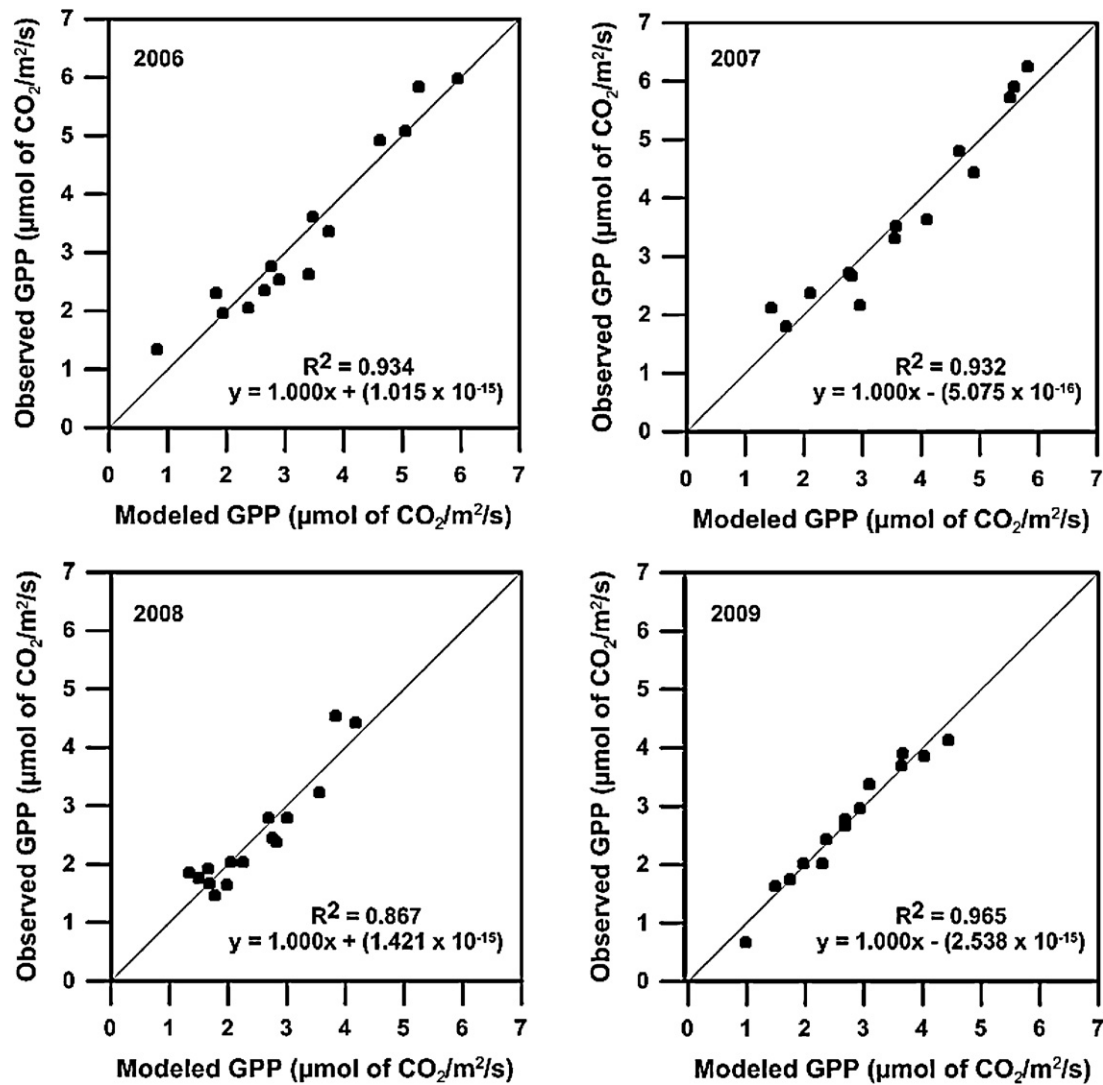 7
6
5
4
3
2
1
0
Observed GPP (µmol of CO2/m2/s)
2006
R2 = 0.934
y = 1.000x + (1.015 x 10-15)
0 1 2 3 4 5 6 7
Modeled GPP (µmol of CO2/m2/s)
7
6
5
4
3
2
1
0
Observed GPP (µmol of CO2/m2/s)
2007
R2 = 0.932
y = 1.000x - (5.075 x 10-16)
0 1 2 3 4 5 6 7
Modeled GPP (µmol of CO2/m2/s)
7
6
5
4
3
2
1
0
Observed GPP (µmol of CO2/m2/s)
2008
R2 = 0.867
y = 1.000x + (1.421 x 10-15)
0 1 2 3 4 5 6 7
Modeled GPP (µmol of CO2/m2/s)
7
6
5
4
3
2
1
0
Observed GPP (µmol of CO2/m2/s)
2009
R2 = 0.965
y = 1.000x - (2.538 x 10-15)
0 1 2 3 4 5 6 7
Modeled GPP (µmol of CO2/m2/s)